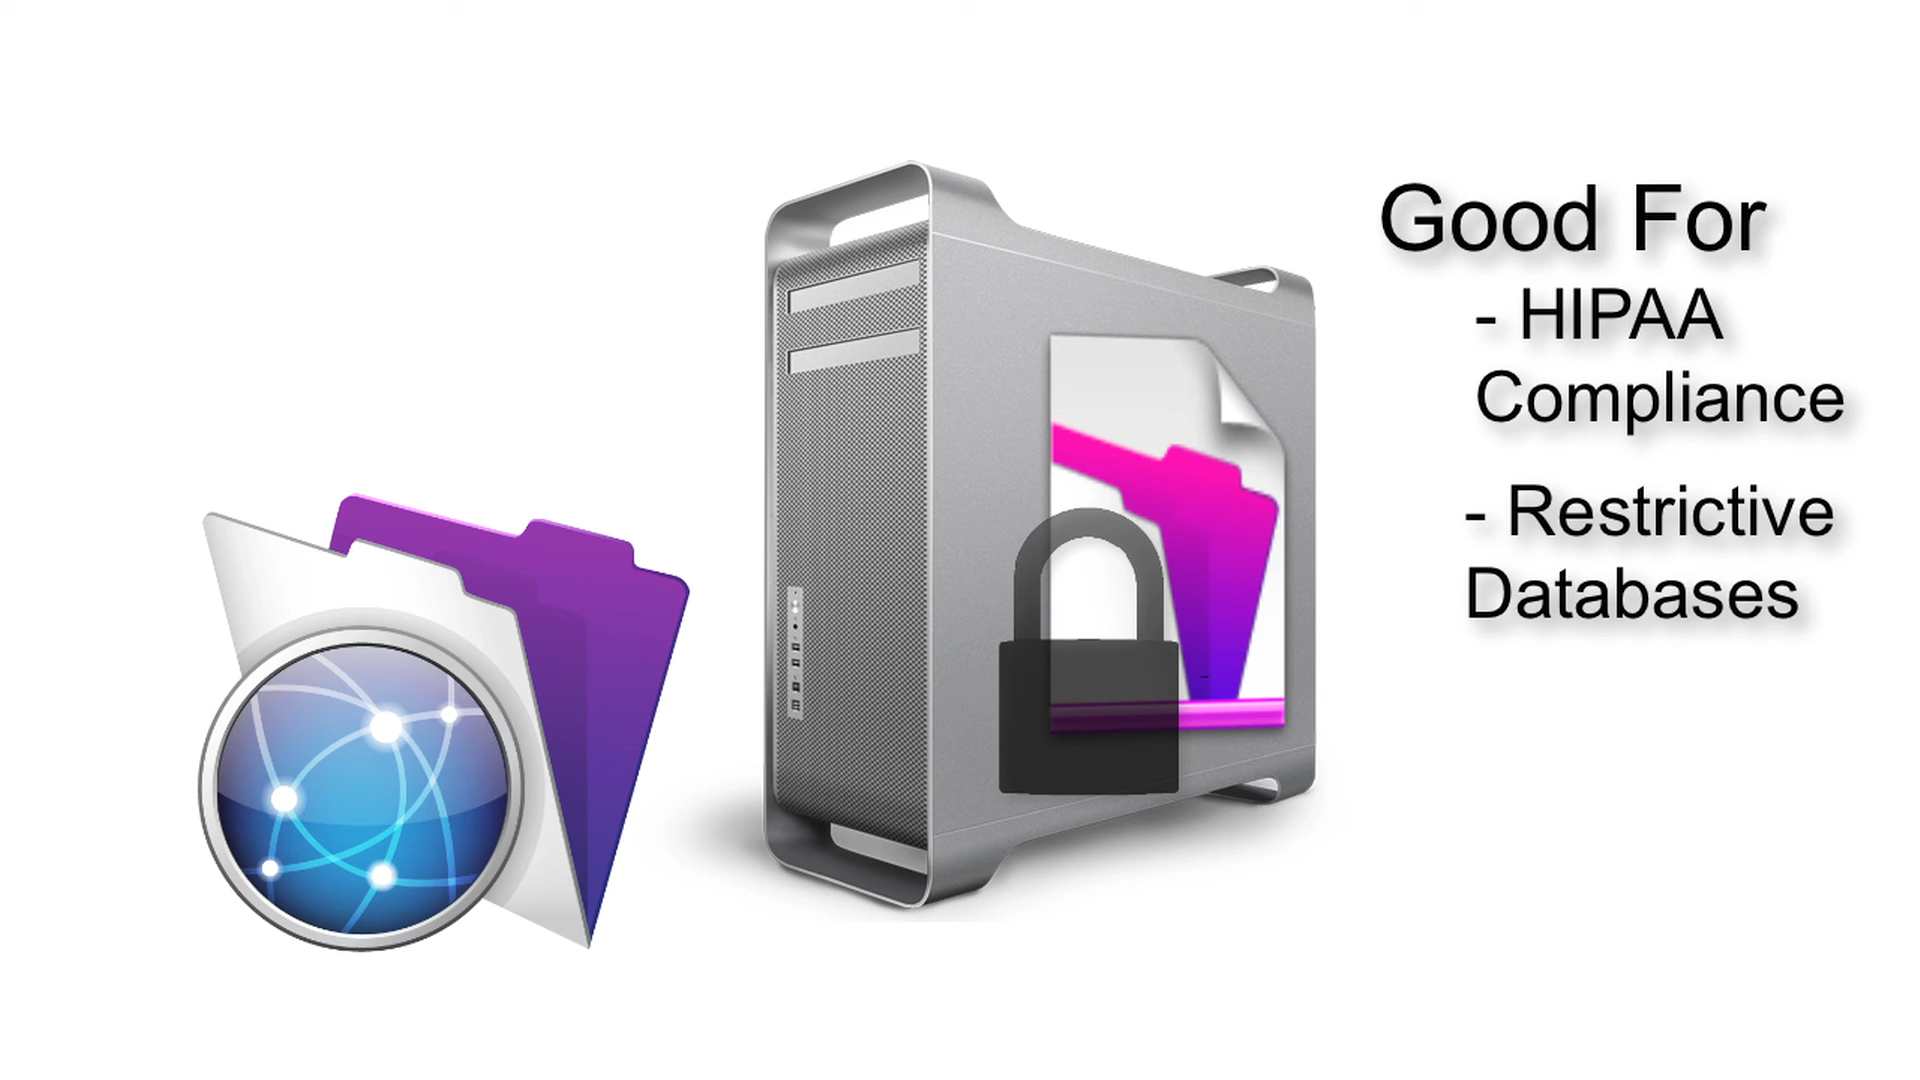 Good For
- HIPAA
Compliance
- Restrictive
Databases